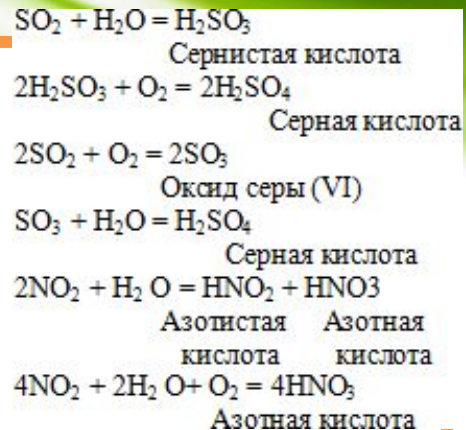 SO₂ + H₂O = H₂SO₃
Сернистая кислота
2H₂SO₃ + O₂ = 2H₂SO₄
Серная кислота
2SO₂ + O₂ = 2SO₃
Оксид серы (VI)
SO₃ + H₂O = H₂SO₄
Серная кислота
2NO₂ + H₂ O = HNO₂ + HNO3
Азотистая Азотная
кислота кислота
4NO₂ + 2H₂ O+ O₂ = 4HNO₃
Азотная кислота